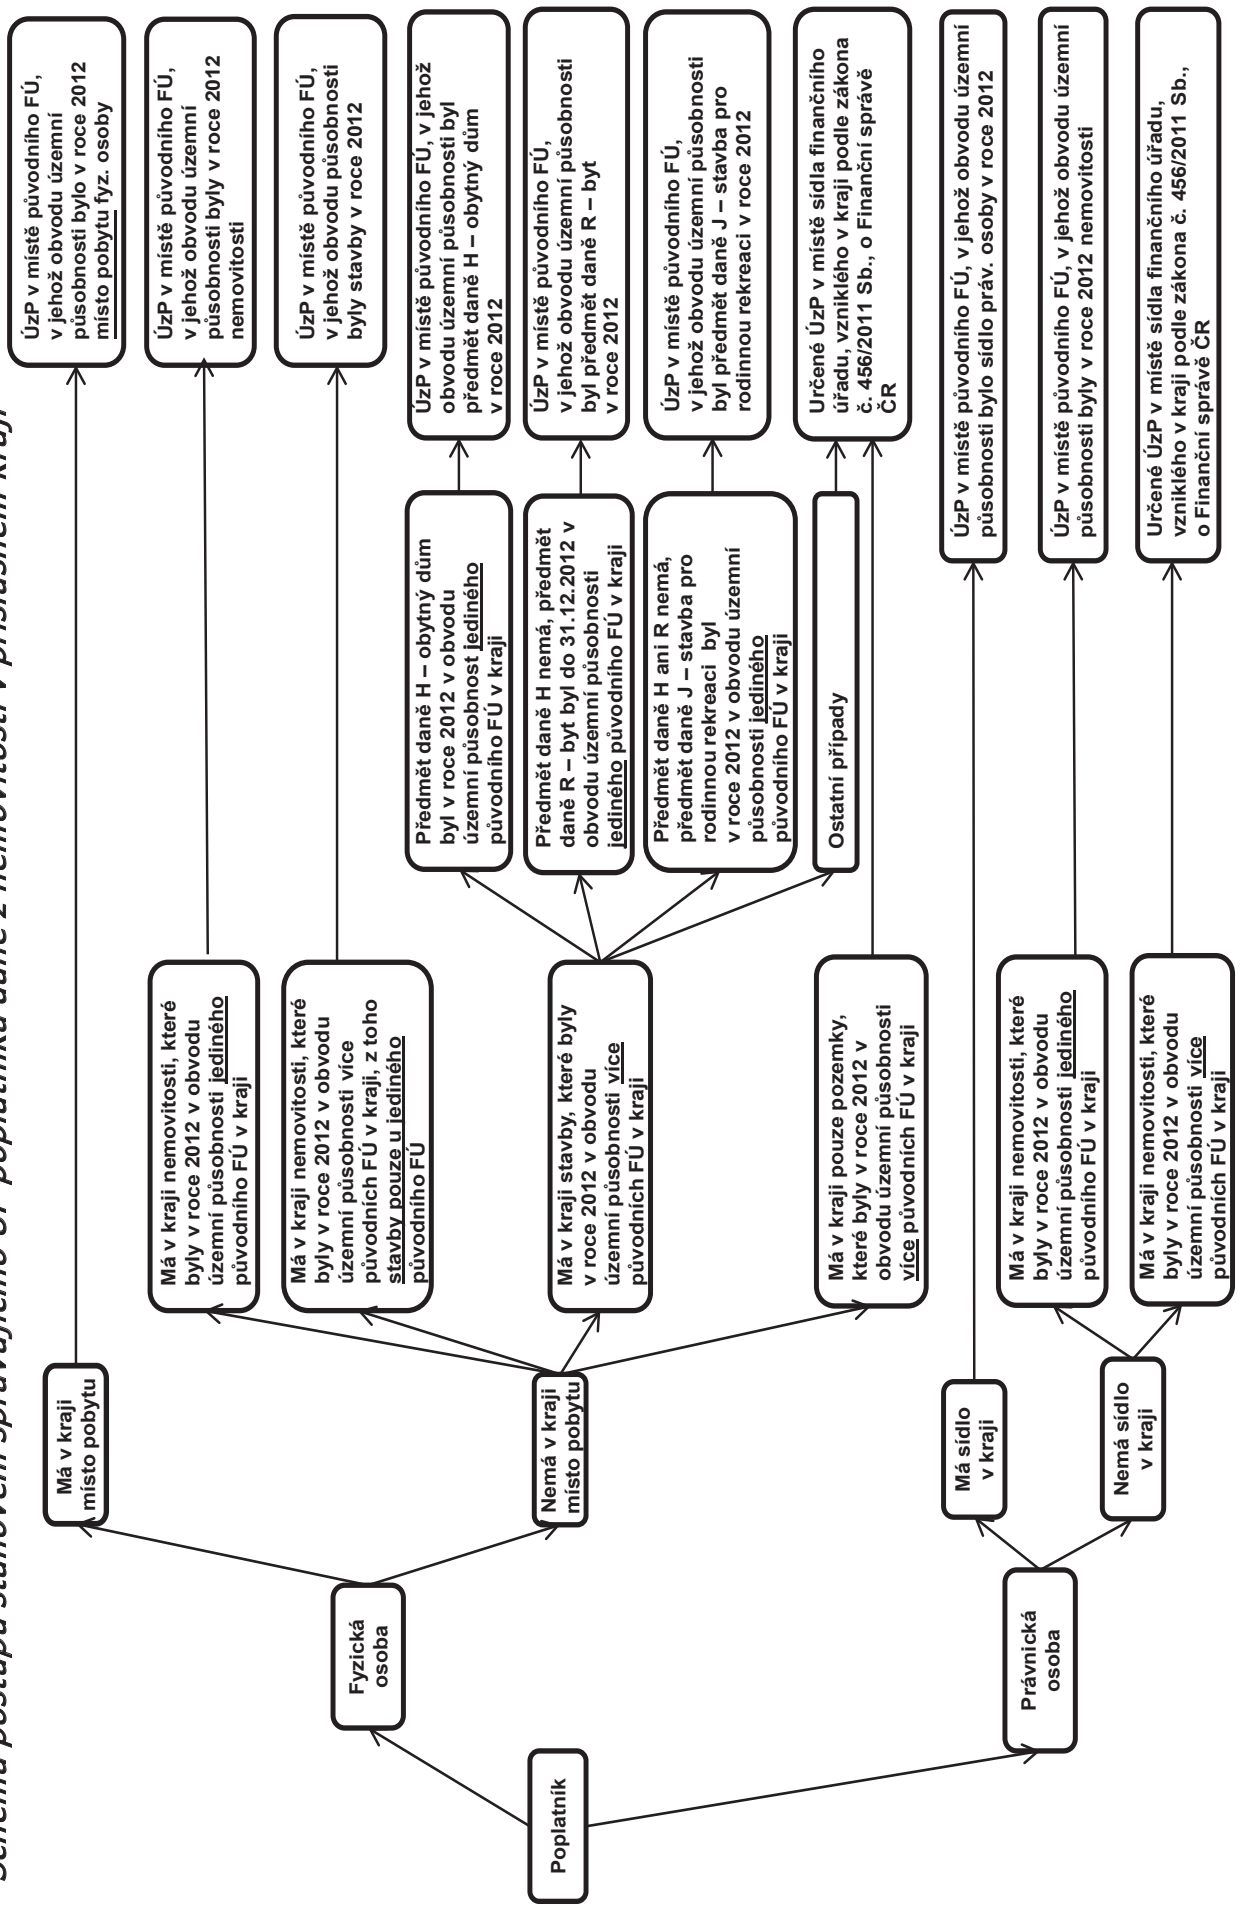 Schéma postupu stanovení spravujícího poplatníka daně z nemovitostí v příslušném kraji
Poplatník
Fyzická
osoba
Právnická
osoba
Má v kraji
místo pobytu
Nemá v kraji
místo pobytu
Má sídlo
v kraji
Nemá sídlo
v kraji
Má v kraji nemovitosti, které
byly v roce 2012 v obvodu
územní působnosti jediného
původního FÚ v kraji
Má v kraji nemovitosti, které
byly v roce 2012 v obvodu
územní působnosti více
původních FÚ v kraji, z toho
stavby pouze u jediného
původního FÚ
Má v kraji stavby, které byly
v roce 2012 v obvodu
územní působnosti více
původních FÚ v kraji
Má v kraji pouze pozemky,
které byly v roce 2012 v
obvodu územní působnosti
více původních FÚ v kraji
Má v kraji nemovitosti, které
byly v roce 2012 v obvodu
územní působnosti jediného
původního FÚ v kraji
Má v kraji nemovitosti, které
byly v roce 2012 v obvodu
územní působnosti více
původních FÚ v kraji
Předmět daně H – obytný dům
byl v roce 2012 v obvodu
územní působnost jediného
původního FÚ v kraji
Předmět daně H nemá, předmět
daně R – byt byl do 31.12.2012 v
obvodu územní působnosti
jediného původního FÚ v kraji
Předmět daně H ani R nemá,
předmět daně J – stavba pro
rodinnou rekreaci byl
v roce 2012 v obvodu územní
působnosti jediného
původního FÚ v kraji
Ostatní případy
ÚzP v místě původního FÚ,
v jehož obvodu územní
působnosti bylo v roce 2012
místo pobytu fyz. osoby
ÚzP v místě původního FÚ,
v jehož obvodu územní
působnosti byly v roce 2012
nemovitosti
ÚzP v místě původního FÚ,
v jehož obvodu působnosti
byly stavby v roce 2012
ÚzP v místě původního FÚ, v jehož
obvodu územní působnosti byl
předmět daně H – obytný dům
v roce 2012
ÚzP v místě původního FÚ,
v jehož obvodu územní působnosti
byl předmět daně R – byt
v roce 2012
ÚzP v místě původního FÚ,
v jehož obvodu územní působnosti
byl předmět daně J – stavba pro
rodinnou rekreaci v roce 2012
Určené ÚzP v místě sídla finančního
úřadu, vzniklého v kraji podle zákona
č. 456/2011 Sb., o Finanční správě
ČR
ÚzP v místě původního FÚ, v jehož obvodu územní
působnosti bylo sídlo práv. osoby v roce 2012
ÚzP v místě původního FÚ, v jehož obvodu územní
působnosti byly v roce 2012 nemovitosti
Určené ÚzP v místě sídla finančního úřadu,
vzniklého v kraji podle zákona č. 456/2011 Sb.,
o Finanční správě ČR